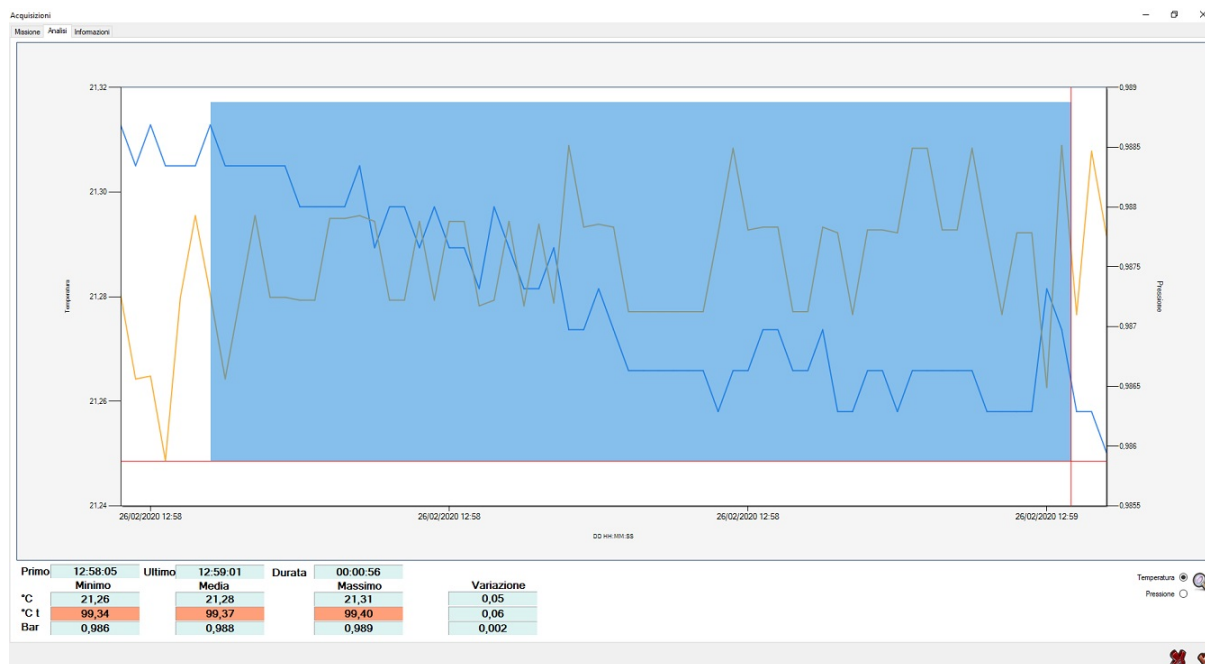 Acquisizioni
Missione Analisi Informazioni
21,32 0,989
0,9885
21,30
0,988
Temperatura 0,9875 Pressione
21,28
0,987
21,26
0,9865
0,986
21,24 0,9855
26/02/2020 12:58 26/02/2020 12:58 26/02/2020 12:58 26/02/2020 12:59
DD HH:MM:SS
Primo 12:58:05 Ultimo 12:59:01 Durata 00:00:56
Minimo Media Massimo Variazione
°C 21,26 21,28 21,31 0,05
°C t 99,34 99,37 99,40 0,06
Bar 0,986 0,988 0,989 0,002
Temperatura
Pressione